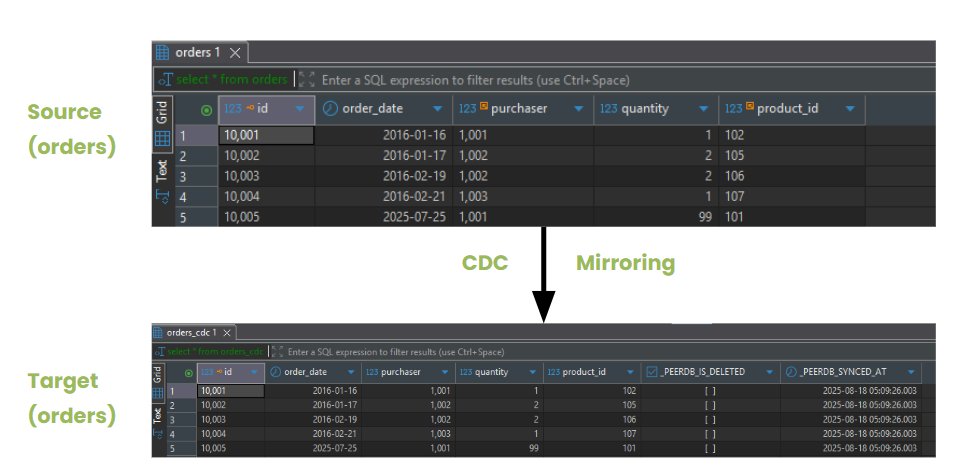 orders 1
select * from orders Enter a SQL expression to filter results (use Ctrl+Space)
Source
(orders)
Grid
Text
123 id order_date 123 purchaser 123 quantity 123 product_id
1 10,001 2016-01-16 1,001 1 102
2 10,002 2016-01-17 1,002 2 105
3 10,003 2016-02-19 1,002 2 106
4 10,004 2016-02-21 1,003 1 107
5 10,005 2025-07-25 1,001 99 101
CDC Mirroring
orders_cdc 1
select * from orders_cdc Enter a SQL expression to filter results (use Ctrl+Space)
Target
(orders)
Grid
Text
123 id order_date 123 purchaser 123 quantity 123 product_id _PEERDB_IS_DELETED _PEERDB_SYNCED_AT
1 10,001 2016-01-16 1,001 1 102 [ ] 2025-08-18 05:09:26.003
2 10,002 2016-01-17 1,002 2 105 [ ] 2025-08-18 05:09:26.003
3 10,003 2016-02-19 1,002 2 106 [ ] 2025-08-18 05:09:26.003
4 10,004 2016-02-21 1,003 1 107 [ ] 2025-08-18 05:09:26.003
5 10,005 2025-07-25 1,001 99 101 [ ] 2025-08-18 05:09:26.003